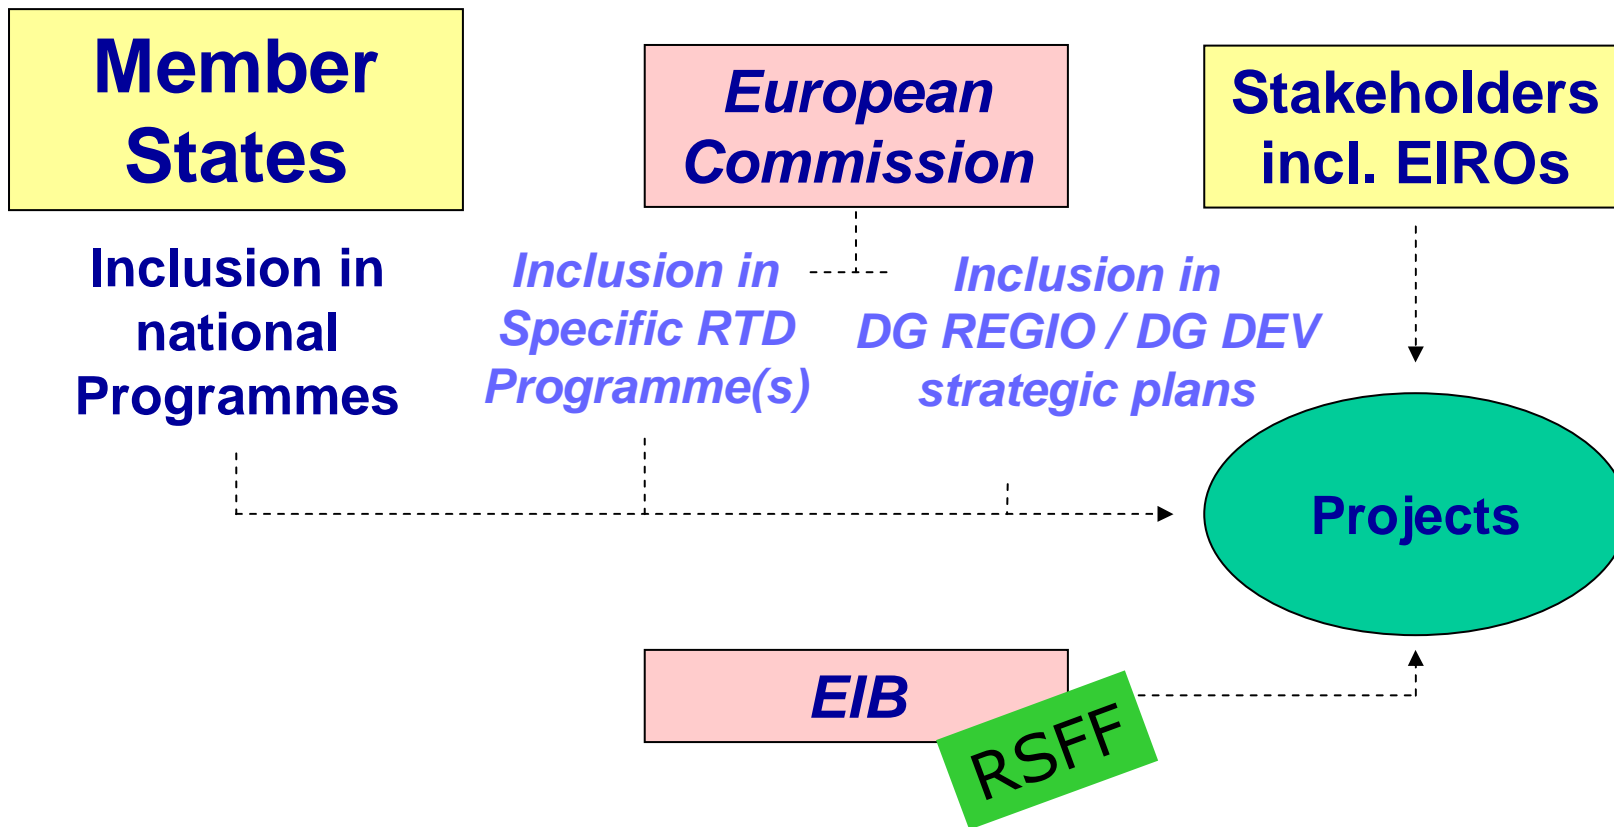 Member
States
European
Commission
Stakeholders
incl. EIROs
Inclusion in
national
Programmes
Inclusion in
Specific RTD
Programme(s)
Inclusion in
DG REGIO / DG DEV
strategic plans
Projects
EIB
RSFF